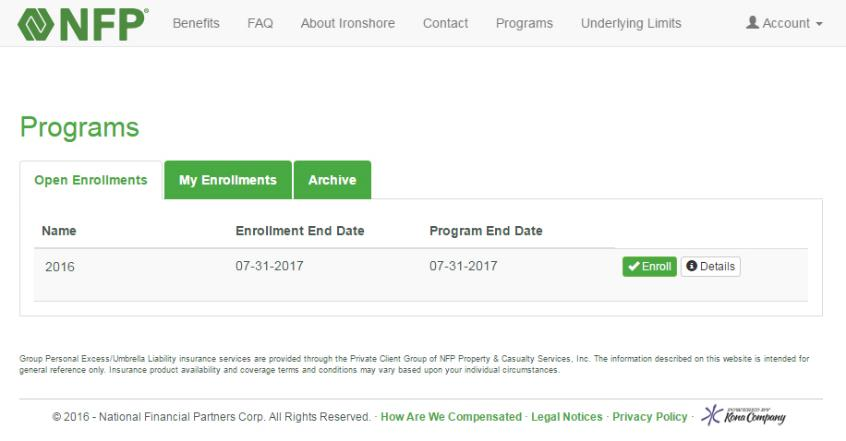 NFP® Benefits FAQ About Ironshore Contact Programs Underlying Limits Account
Programs
Open Enrollments My Enrollments Archive
Name Enrollment End Date Program End Date
2016 07-31-2017 07-31-2017 Enroll Details
Group Personal Excess/Umbrella Liability insurance services are provided through the Private Client Group of NFP Property & Casualty Services, Inc. The information described on this website is intended for
general reference only. Insurance product availability and coverage terms and conditions may vary based upon your individual circumstances.
© 2016 - National Financial Partners Corp. All Rights Reserved. · How Are We Compensated · Legal Notices · Privacy Policy · POWERED BY
Kona Company